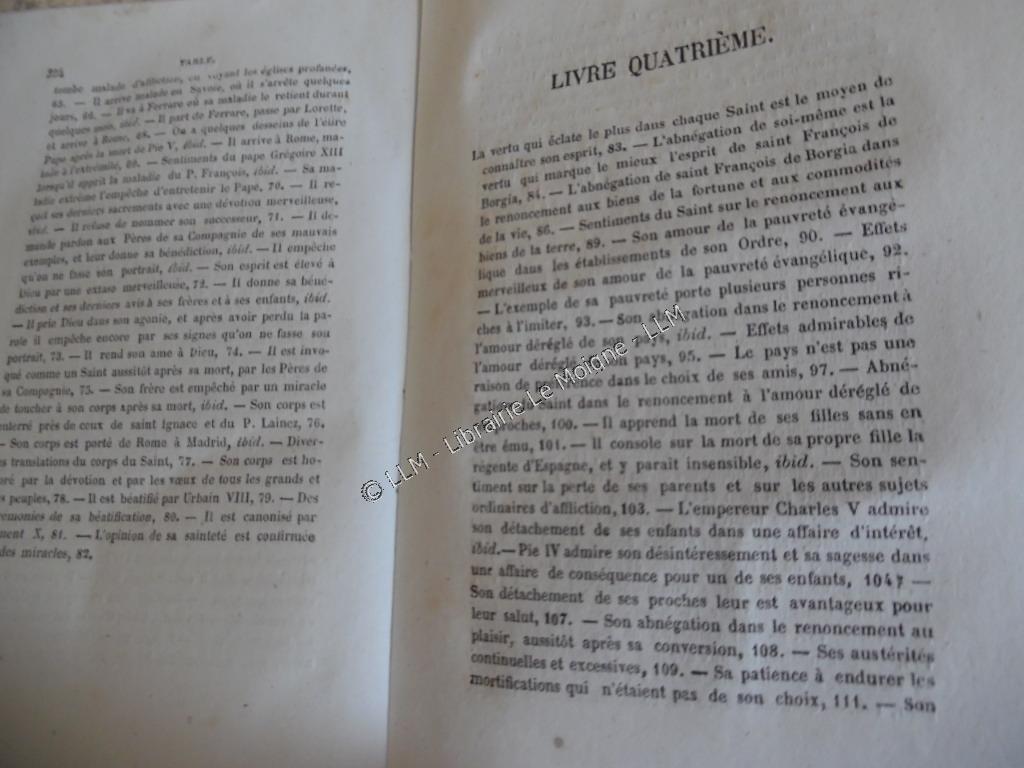 394
TABLE.
tombe malade d'affliction, en voyant les églises profanées,
65. — Il arrive malade en Savoie, où il s'arrête quelques
jours, 66. — Il va à Ferrare où sa maladie le retient durant
quelques mois, ibid. — Il part de Ferrare, passe par Lorette,
et arrive à Rome, 68. — On a quelques desseins de l'élire
Pape après la mort de Pie V, ibid. — Il arrive à Rome, ma-
lade à l'extrémité, 69. — Sentiments du pape Grégoire XIII
lorsqu'il apprit la maladie du P. François, ibid. — Sa ma-
ladie extrême l'empêche d'entretenir le Pape, 70. — Il re-
çoit ses derniers sacrements avec une dévotion merveilleuse,
ibid. — Il refuse de nommer son successeur, 71. — Il de-
mande pardon aux Pères de sa Compagnie de ses mauvais
exemples, et leur donne sa bénédiction, ibid. — Il empêche
qu'on ne fasse son portrait, ibid. — Son esprit est élevé à
Dieu par une extase merveilleuse, 72. — Il donne sa béné-
diction et ses derniers avis à ses frères et à ses enfants, ibid.
— Il prie Dieu dans son agonie, et après avoir perdu la pa-
role il empêche encore par ses signes qu'on ne fasse son
portrait, 73. — Il rend son ame à Dieu, 74. — Il est invo-
qué comme un Saint aussitôt après sa mort, par les Pères de
sa Compagnie, 75. — Son frère est empêché par un miracle
de toucher à son corps après sa mort, ibid. — Son corps est
enterré près de ceux de saint Ignace et du P. Lainez, 76.
— Son corps est porté de Rome à Madrid, ibid. — Diver-
es translations du corps du Saint, 77. — Son corps est ho-
oré par la dévotion et par les vœux de tous les grands et
s peuples, 78. — Il est béatifié par Urbain VIII, 79. — Des
remonies de sa béatification, 80. — Il est canonisé par
ment X, 81. — L'opinion de sa sainteté est confirmée
des miracles, 82.
LIVRE QUATRIÈME.
La vertu qui éclate le plus dans chaque Saint est le moyen de
connaître son esprit, 83. — L'abnégation de soi-même est la
vertu qui marque le mieux l'esprit de saint François de
Borgia, 84. — L'abnégation de saint François de Borgia dans
le renoncement aux biens de la fortune et aux commodités
de la vie, 86. — Sentiments du Saint sur le renoncement aux
biens de la terre, 89. — Son amour de la pauvreté évangé-
lique dans les établissements de son Ordre, 90. — Effets
merveilleux de son amour de la pauvreté évangélique, 92.
— L'exemple de sa pauvreté porte plusieurs personnes ri-
ches à l'imiter, 93. — Son abnégation dans le renoncement à
l'amour déréglé de son pays, ibid. — Effets admirables de
l'amour déréglé de son pays, 95. — Le pays n'est pas une
raison de préférence dans le choix de ses amis, 97. — Abné-
gation du Saint dans le renoncement à l'amour déréglé de
ses proches, 100. — Il apprend la mort de ses filles sans en
être ému, 101. — Il console sur la mort de sa propre fille la
régente d'Espagne, et y parait insensible, ibid. — Son sen-
timent sur la perte de ses parents et sur les autres sujets
ordinaires d'affliction, 103. — L'empereur Charles V admire
son détachement de ses enfants dans une affaire d'intérêt,
ibid. — Pie IV admire son désintéressement et sa sagesse dans
une affaire de conséquence pour un de ses enfants, 104, —
Son détachement de ses proches leur est avantageux pour
leur salut, 107. — Son abnégation dans le renoncement au
plaisir, aussitôt après sa conversion, 108. — Ses austérités
continuelles et excessives, 109. — Sa patience à endurer les
mortifications qui n'étaient pas de son choix, 111. — Son
© LLM - Librairie Le Moigne - LLM